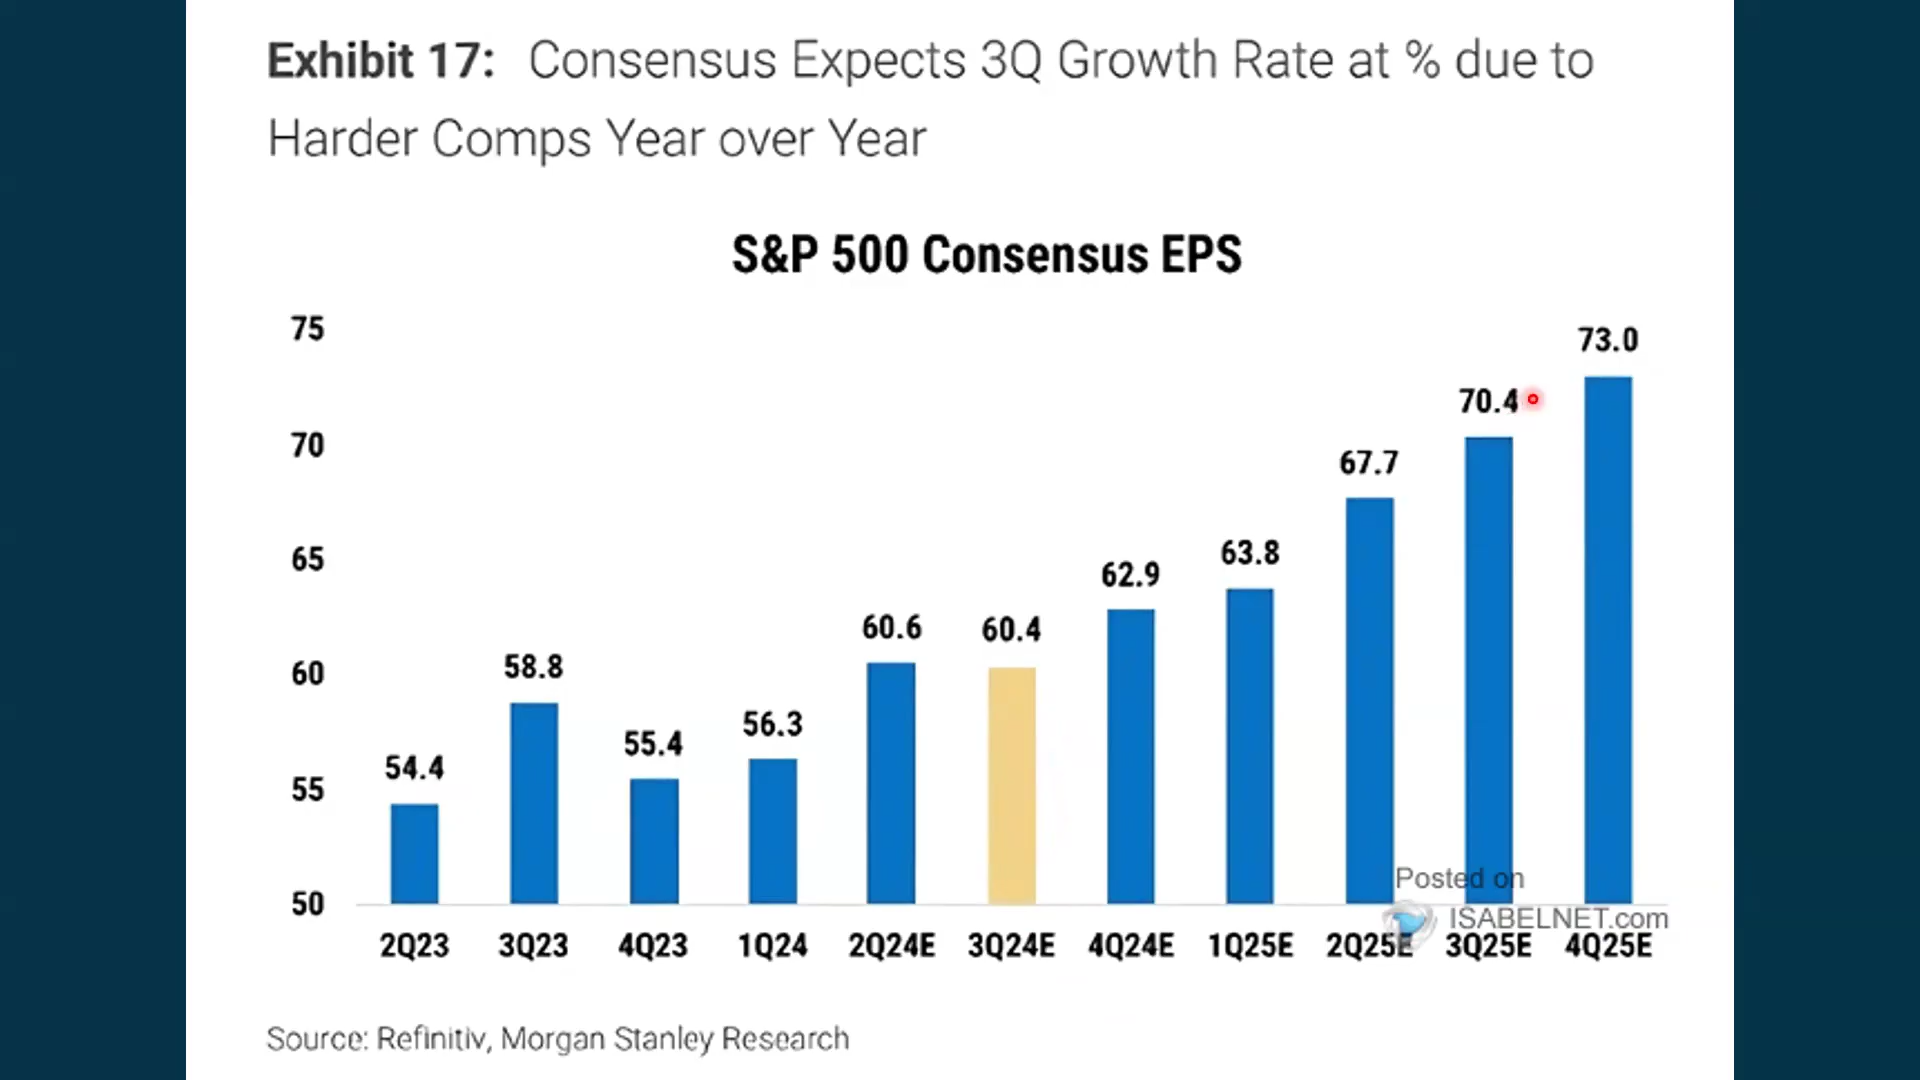 Exhibit 17: Consensus Expects 3Q Growth Rate at % due to
Harder Comps Year over Year
S&P 500 Consensus EPS
75
70
65
60
55
50
54.4
58.8
55.4
56.3
60.6
60.4
62.9
63.8
67.7
70.4
73.0
2Q23 3Q23 4Q23 1Q24 2Q24E 3Q24E 4Q24E 1Q25E 2Q25E 3Q25E 4Q25E
Posted on
ISABELNET.com
Source: Refinitiv, Morgan Stanley Research